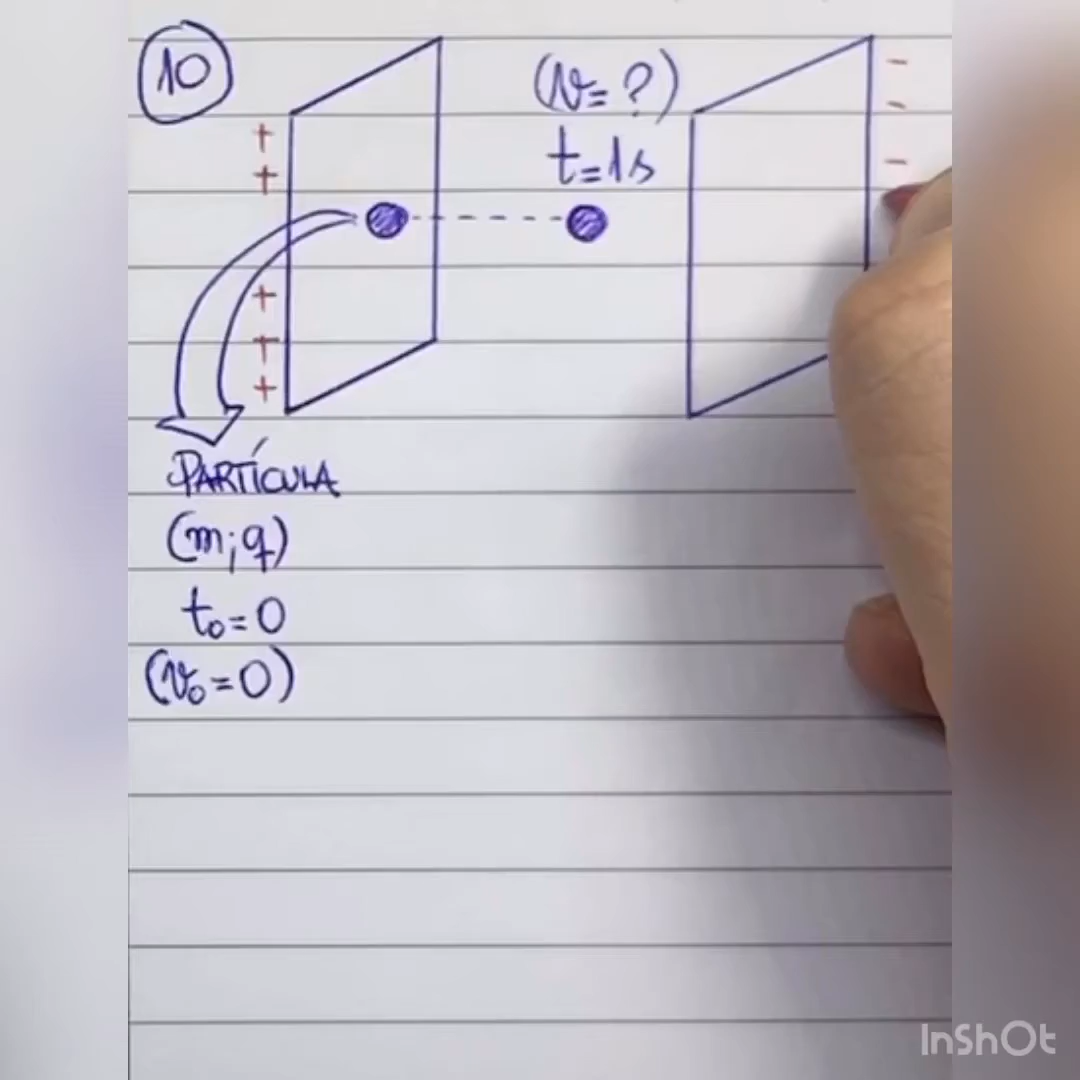 10
(v=?)
t=1s
+
+
+
+
+
-
-
-
PARTÍCULA
(m;q)
t₀=0
(v₀=0)
InShOt